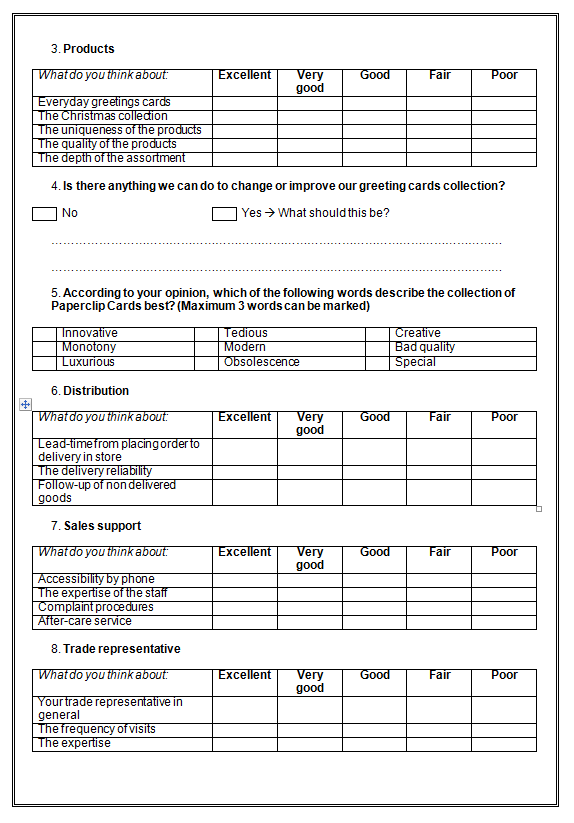 3. Products
What do you think about: Excellent Very good Good Fair Poor
Everyday greetings cards
The Christmas collection
The uniqueness of the products
The quality of the products
The depth of the assortment
4. Is there anything we can do to change or improve our greeting cards collection?
No Yes → What should this be?
………………………………………………………………………………………………………
………………………………………………………………………………………………………
5. According to your opinion, which of the following words describe the collection of
Paperclip Cards best? (Maximum 3 words can be marked)
Innovative Tedious Creative
Monotony Modern Bad quality
Luxurious Obsolescence Special
6. Distribution
What do you think about: Excellent Very good Good Fair Poor
Lead-time from placing order to
delivery in store
The delivery reliability
Follow-up of non delivered
goods
7. Sales support
What do you think about: Excellent Very good Good Fair Poor
Accessibility by phone
The expertise of the staff
Complaint procedures
After-care service
8. Trade representative
What do you think about: Excellent Very good Good Fair Poor
Your trade representative in
general
The frequency of visits
The expertise